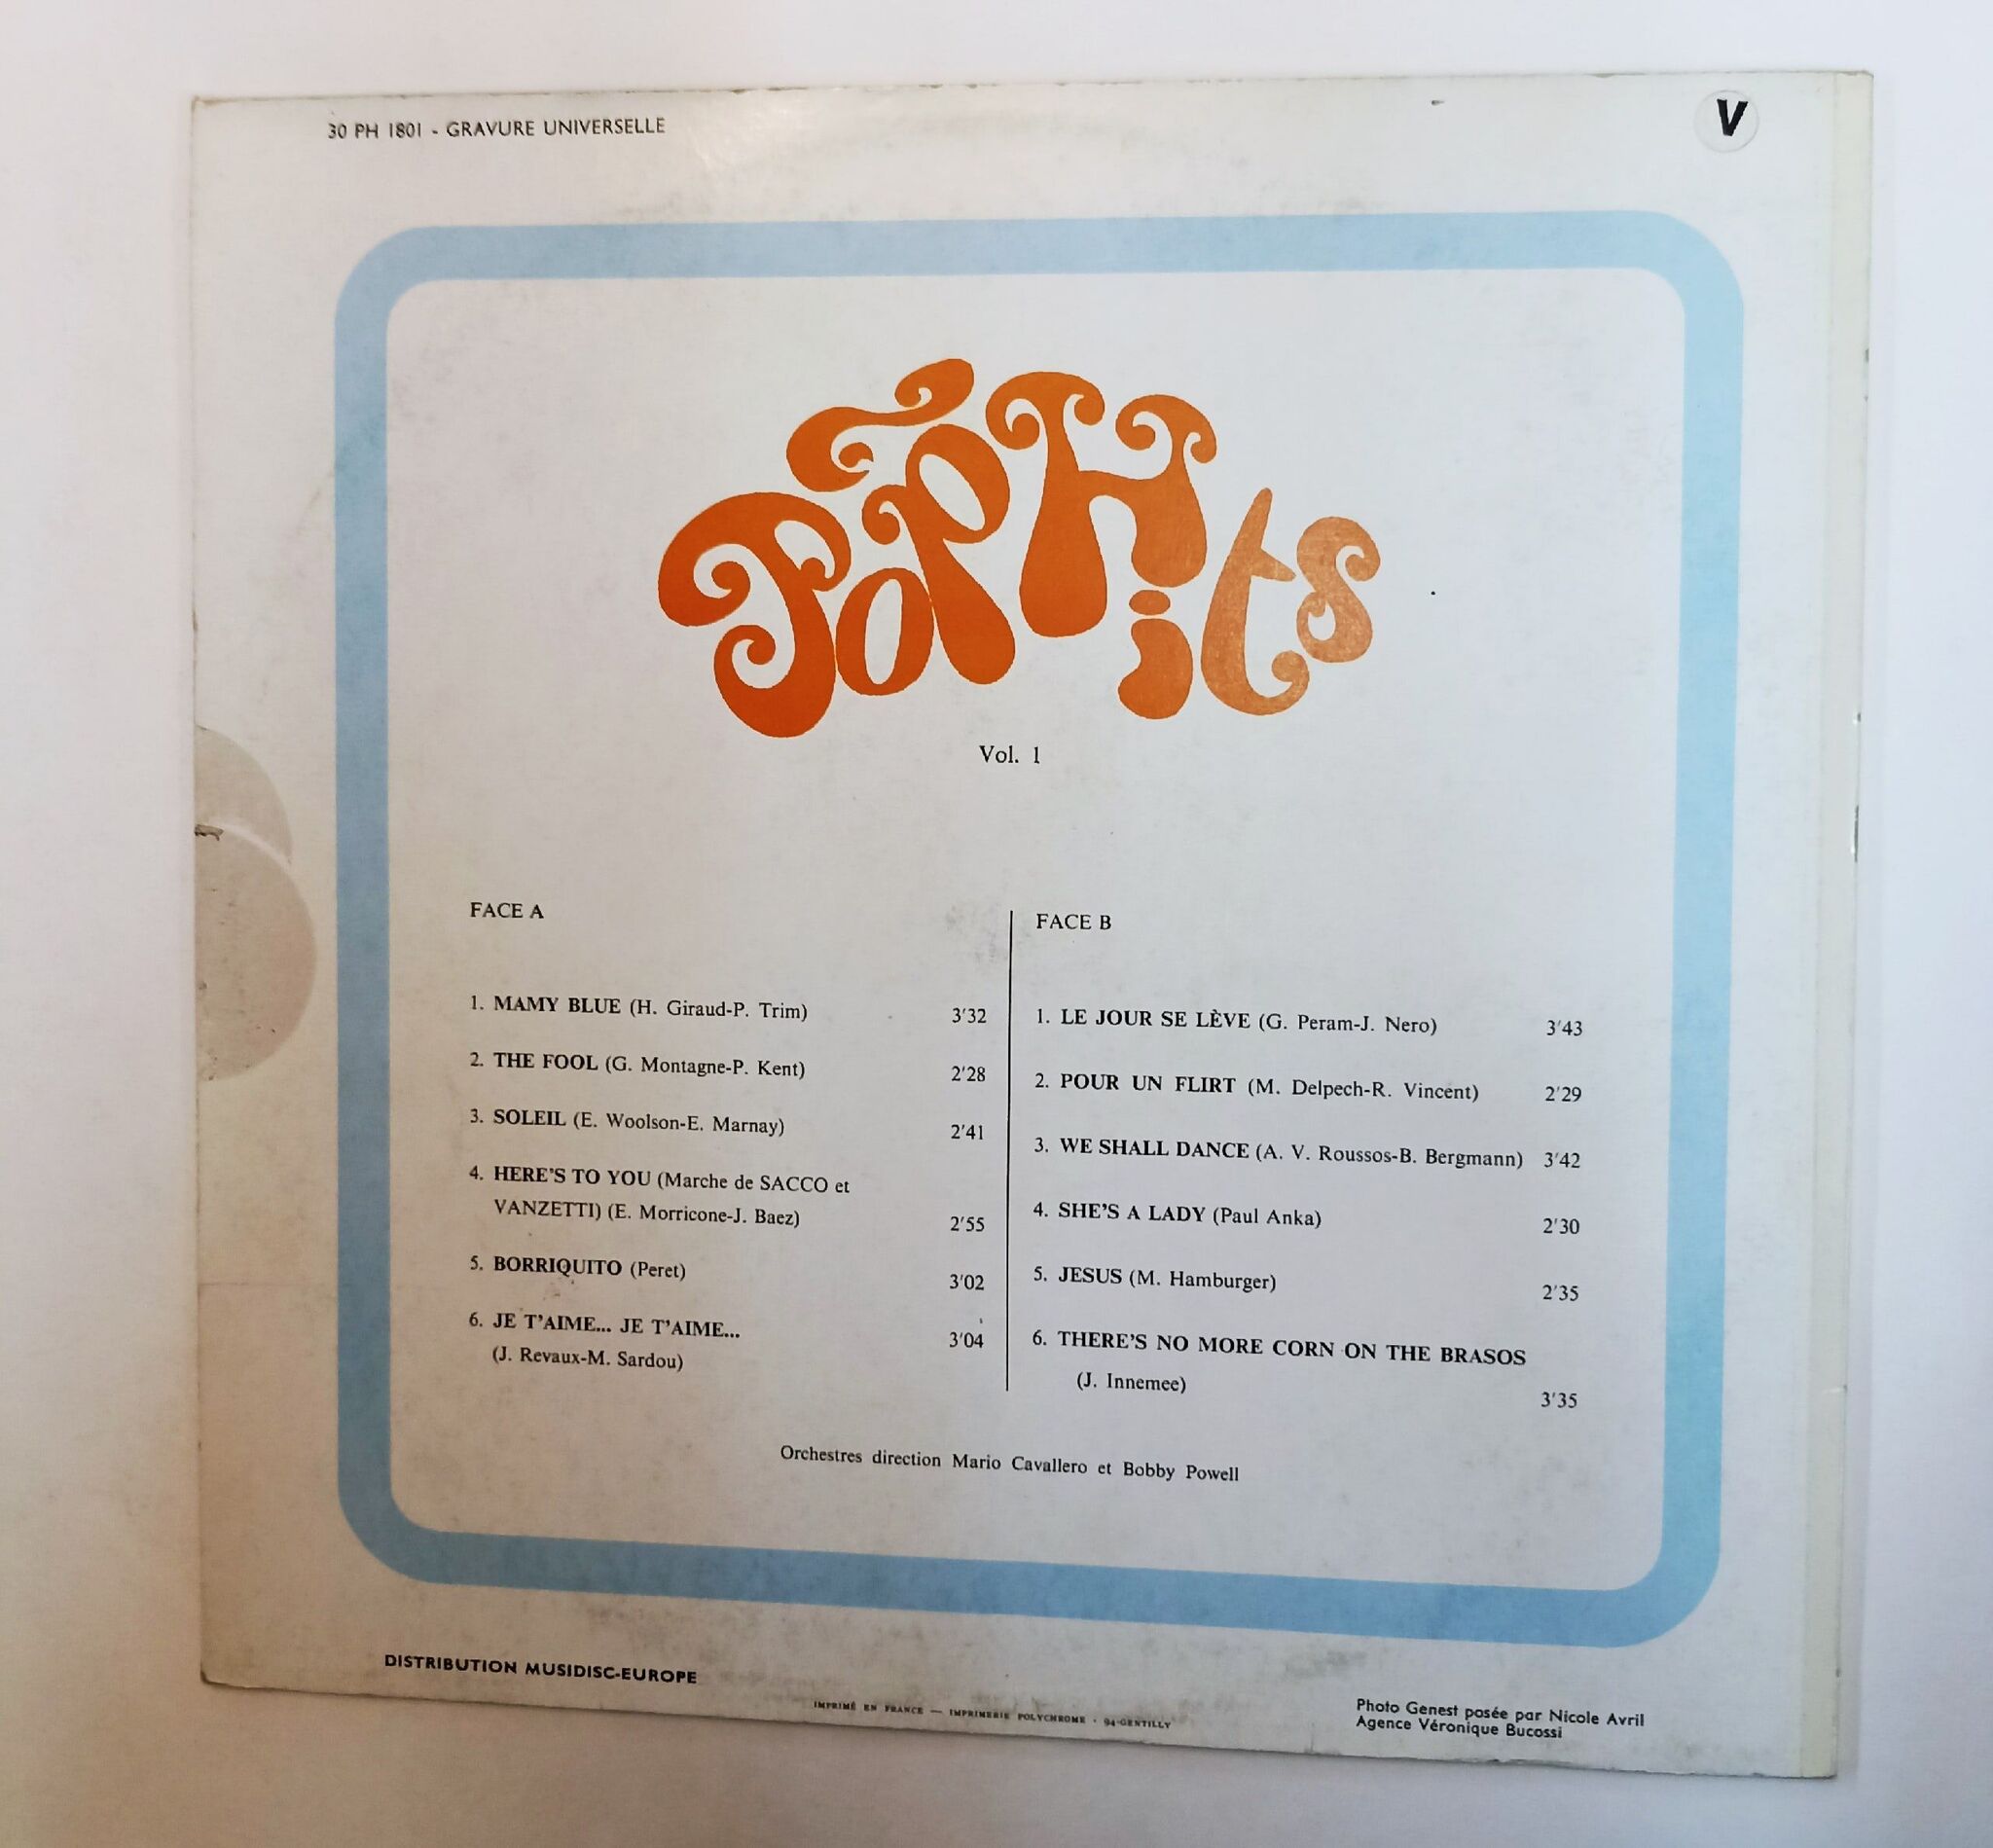 30 PH 1801 - GRAVURE UNIVERSELLE
V
PoP Hits
Vol. 1
FACE A
1. MAMY BLUE (H. Giraud-P. Trim) 3'32
2. THE FOOL (G. Montagne-P. Kent) 2'28
3. SOLEIL (E. Woolson-E. Marnay) 2'41
4. HERE'S TO YOU (Marche de SACCO et
VANZETTI) (E. Morricone-J. Baez) 2'55
5. BORRIQUITO (Peret) 3'02
6. JE T'AIME... JE T'AIME... 3'04
(J. Revaux-M. Sardou)
FACE B
1. LE JOUR SE LÈVE (G. Peram-J. Nero) 3'43
2. POUR UN FLIRT (M. Delpech-R. Vincent) 2'29
3. WE SHALL DANCE (A. V. Roussos-B. Bergmann) 3'42
4. SHE'S A LADY (Paul Anka) 2'30
5. JESUS (M. Hamburger) 2'35
6. THERE'S NO MORE CORN ON THE BRASOS
(J. Innemee) 3'35
Orchestres direction Mario Cavallero et Bobby Powell
DISTRIBUTION MUSIDISC-EUROPE
IMPRIMÉ EN FRANCE — IMPRIMERIE POLYCHROME - 94-GENTILLY
Photo Genest posée par Nicole Avril
Agence Véronique Bucossi